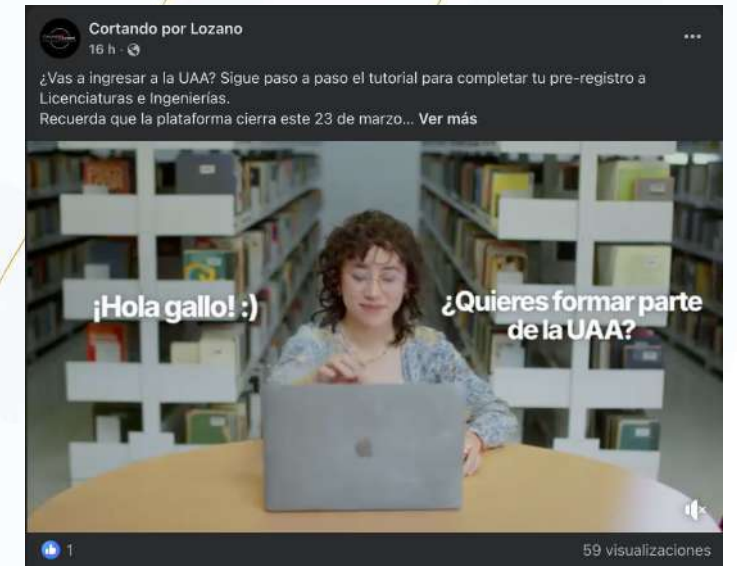 Cortando por Lozano
16 h ·
¿Vas a ingresar a la UAA? Sigue paso a paso el tutorial para completar tu pre-registro a
Licenciaturas e Ingenierías.
Recuerda que la plataforma cierra este 23 de marzo... Ver más
¡Hola gallo! :)
¿Quieres formar parte
de la UAA?
1
59 visualizaciones